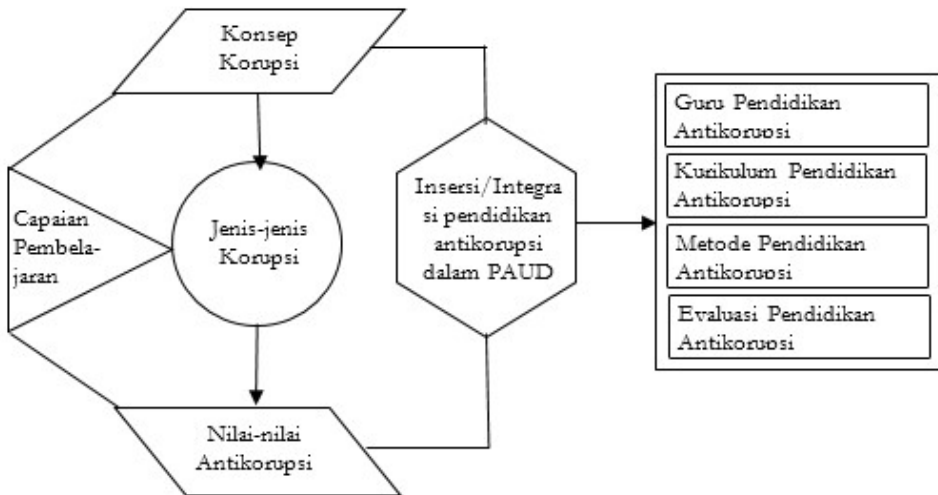 Konsep
Korupsi
Capaian
Pembela-
jaran
Jenis-jenis
Korupsi
Nilai-nilai
Antikorupsi
Insersi/Integra
si pendidikan
antikorupsi
dalam PAUD
Guru Pendidikan
Antikorupsi
Kurikulum Pendidikan
Antikorupsi
Metode Pendidikan
Antikorupsi
Evaluasi Pendidikan
Antikorupsi